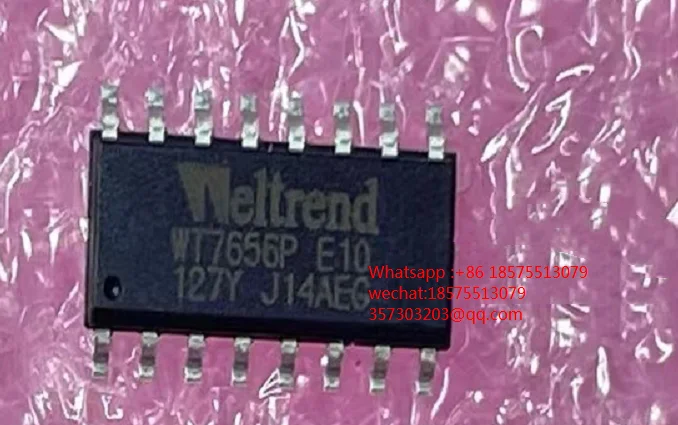 Weltrend
WT7656P E10
127Y J14AEG
Whatsapp :+86 18575513079
wechat:18575513079
357303203@qq.com